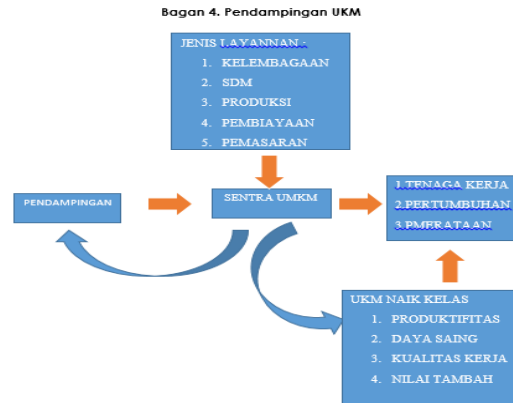 Bagan 4. Pendampingan UKM
JENIS LAYANNAN :
1. KELEMBAGAAN
2. SDM
3. PRODUKSI
4. PEMBIAYAAN
5. PEMASARAN
PENDAMPINGAN
SENTRA UMKM
1.TENAGA KERJA
2.PERTUMBUHAN
3.PMERATAAN
UKM NAIK KELAS
1. PRODUKTIFITAS
2. DAYA SAING
3. KUALITAS KERJA
4. NILAI TAMBAH